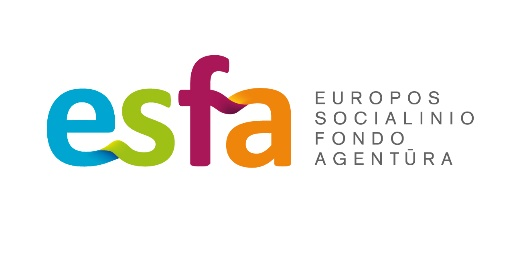 esfa
EUROPOS
SOCIALINIO
FONDO
AGENTŪRA